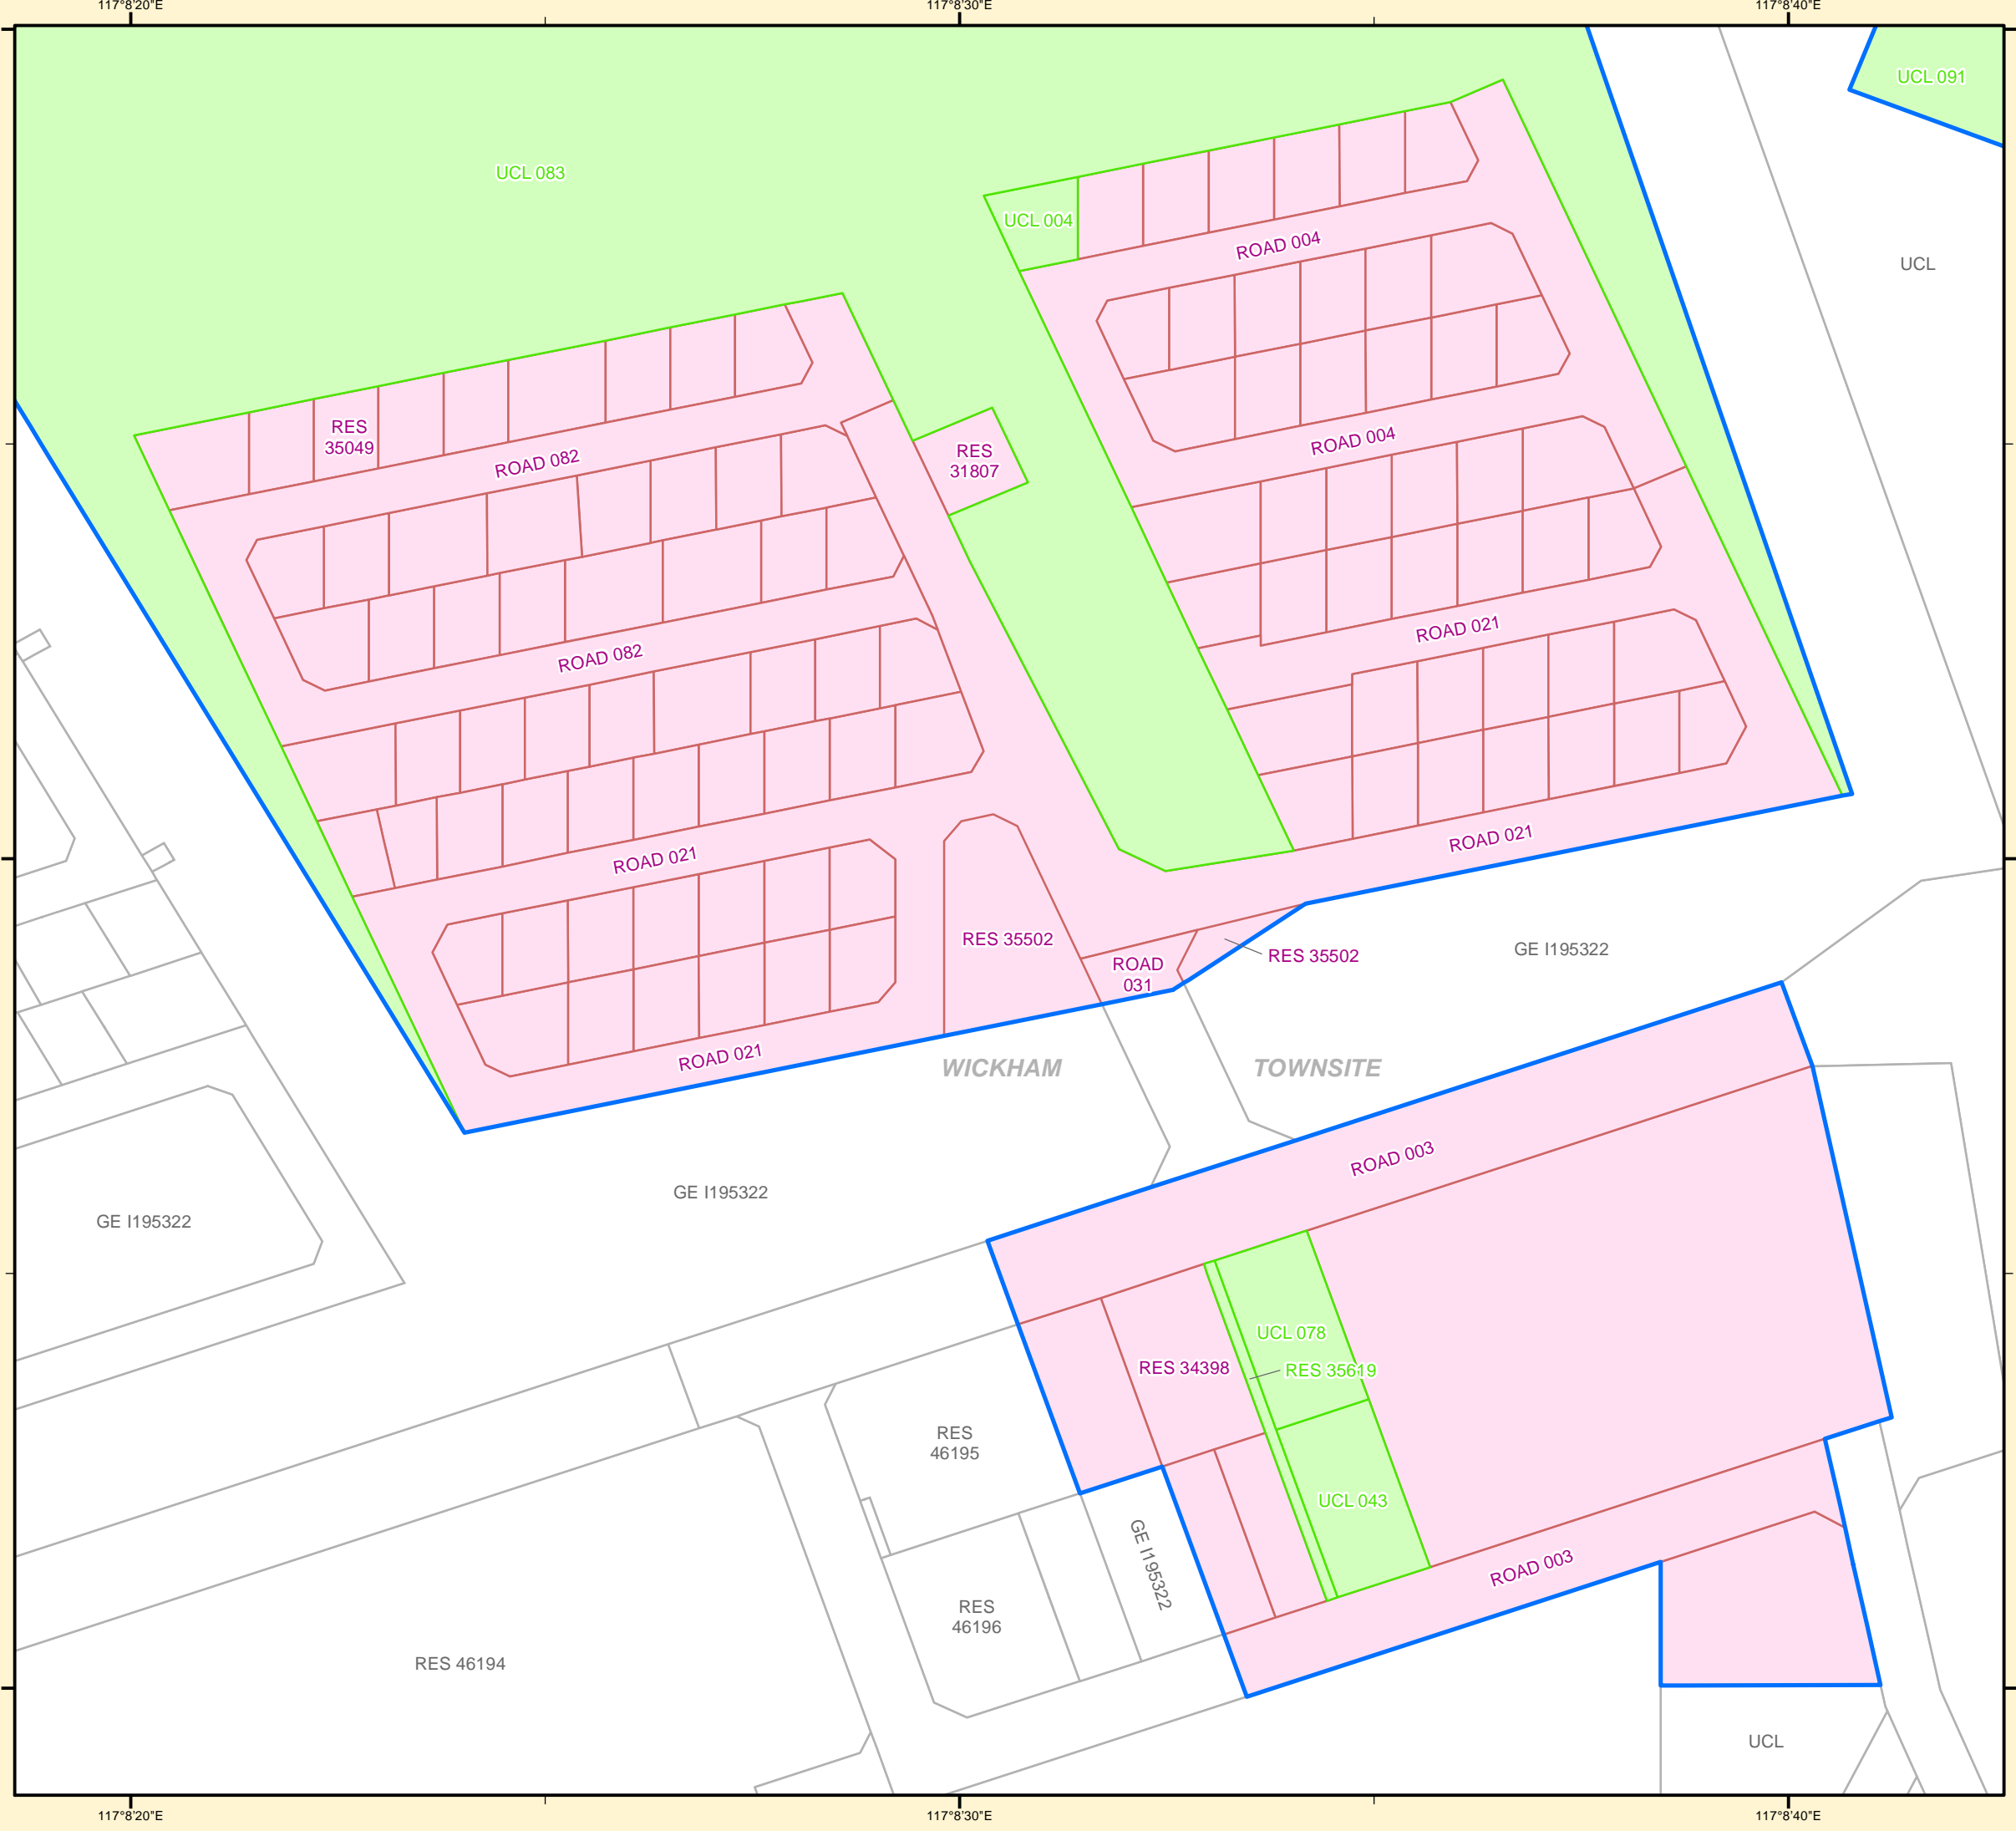 117°8'20"E
117°8'30"E
117°8'40"E
UCL 091
UCL 083
UCL 004
ROAD 004
UCL
RES
35049
ROAD 082
RES
31807
ROAD 004
ROAD 082
ROAD 021
ROAD 021
ROAD 021
RES 35502
ROAD
031
RES 35502
GE I195322
ROAD 021
WICKHAM
TOWNSITE
ROAD 003
GE I195322
GE I195322
UCL 078
RES 34398
RES 35619
RES
46195
UCL 043
GE I195322
ROAD 003
RES
46196
RES 46194
UCL
117°8'20"E
117°8'30"E
117°8'40"E